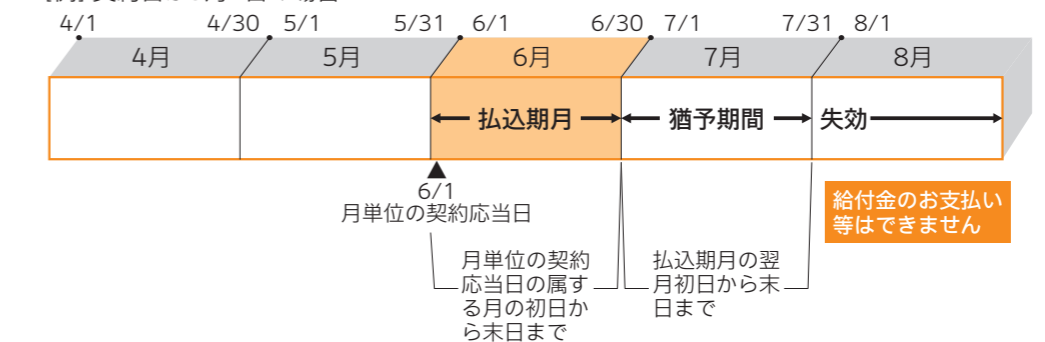 4/1 4/30 5/1 5/31 6/1 6/30 7/1 7/31 8/1
4月 5月 6月 7月 8月
払込期月 猶予期間 失効
6/1
月単位の契約応当日
給付金のお支払い
等はできません
月単位の契約
応当日の属す
る月の初日か
ら末日まで
払込期月の翌
月初日から末
日まで